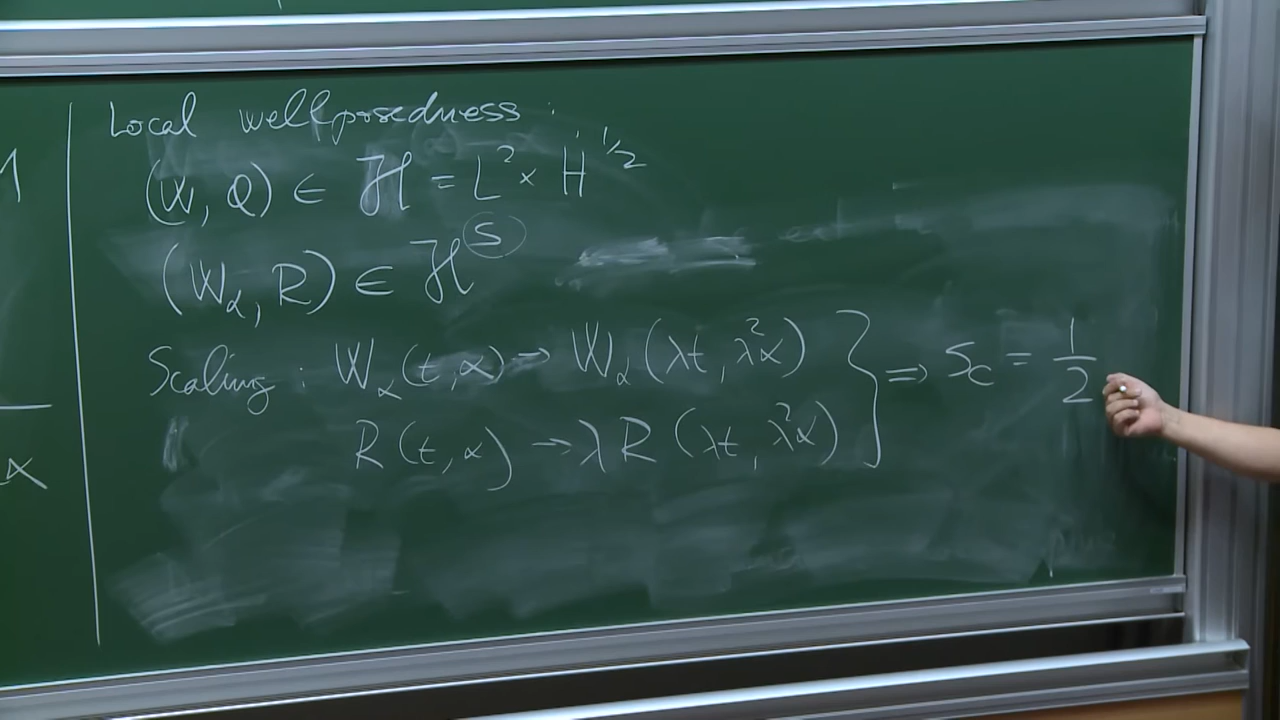 Local wellposedness :
(W, Q) ∈ ℋ = L² × Ḣ^{1/2}
(W_α, R) ∈ ℋ^{s}
Scaling : W_α (t, α) → W_α (λt, λ²α) } ⇒ s_c = 1/2
R (t, α) → λ R (λt, λ²α)
α